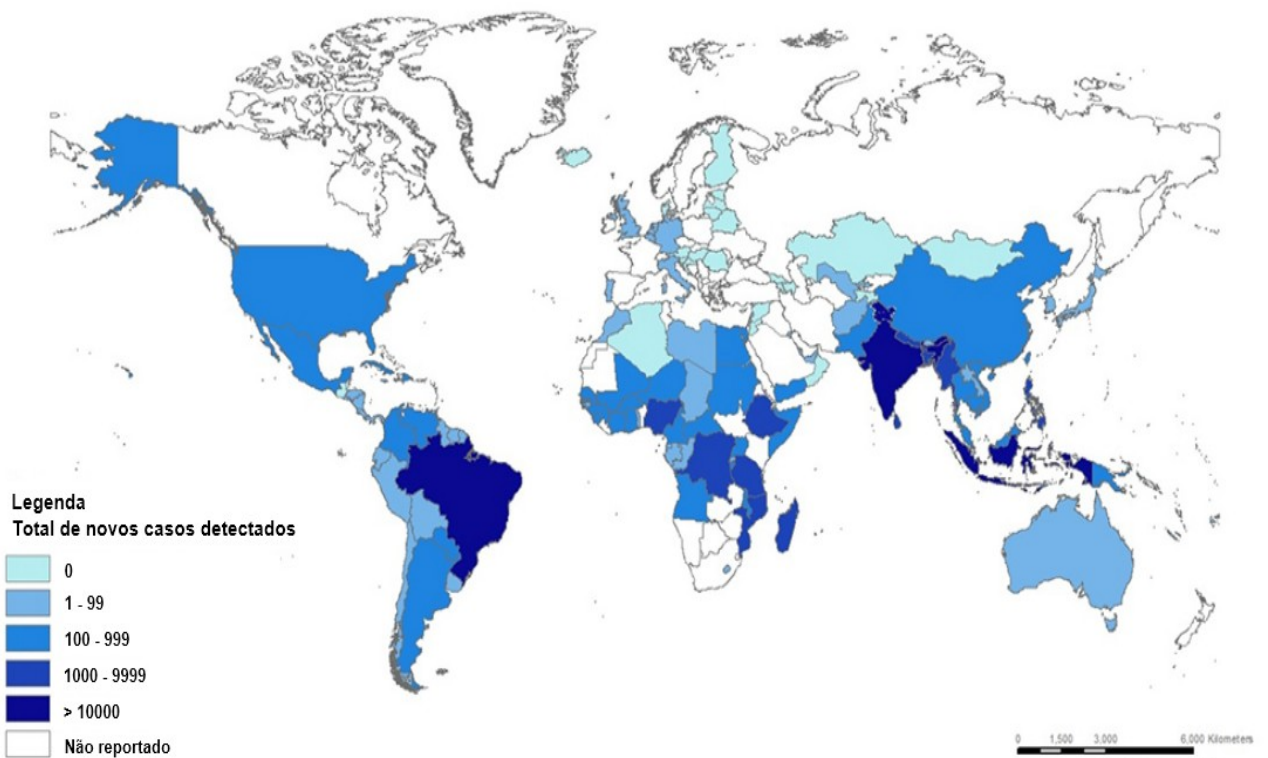 Legenda
Total de novos casos detectados
0
1 - 99
100 - 999
1000 - 9999
> 10000
Não reportado
0 1,500 3,000 6,000 Kilometers